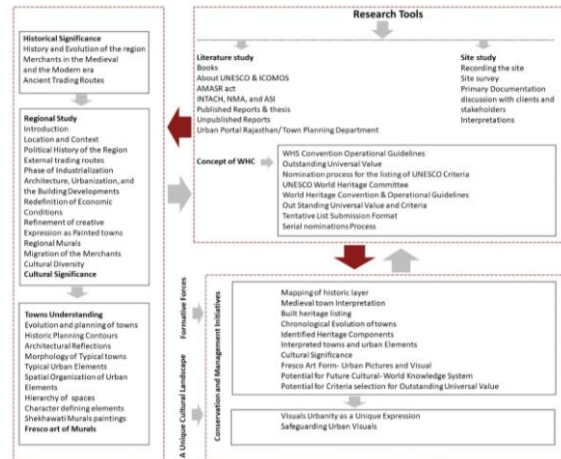 Historical Significance
History and Evolution of the region
Merchants in the Medieval
and the Modern era
Ancient Trading Routes
Regional Study
Introduction
Location and Context
Political History of the Region
External trading routes
Phase of Industrialization
Architecture, Urbanization, and
the Building Developments
Redefinition of Economic
Conditions
Refinement of creative
Expression as Painted towns
Regional Murals
Migration of the Merchants
Cultural Diversity
Cultural Significance
Towns Understanding
Evolution and planning of towns
Historic Planning Contours
Architectural Reflections
Morphology of Typical towns
Typical Urban Elements
Spatial Organization of Urban
Elements
Hierarchy of spaces
Character defining elements
Shekhawati Murals paintings
Fresco art of Murals
Research Tools
Literature study
Books
About UNESCO & ICOMOS
AMASR act
INTACH, NMA, and ASI
Published Reports & thesis
Unpublished Reports
Urban Portal Rajasthan/ Town Planning Department
Site study
Recording the site
Site survey
Primary Documentation
discussion with clients and
stakeholders
Interpretations
Concept of WHC
WHS Convention Operational Guidelines
Outstanding Universal Value
Nomination process for the listing of UNESCO Criteria
UNESCO World Heritage Committee
World Heritage Convention & Operational Guidelines
Out Standing Universal Value and Criteria
Tentative List Submission Format
Serial nominations Process
A Unique Cultural Landscape
Formative Forces
Conservation and Management Initiatives
Mapping of historic layer
Medieval town Interpretation
Built heritage listing
Chronological Evolution of towns
Identified Heritage Components
Interpreted towns and urban Elements
Cultural Significance
Fresco Art Form- Urban Pictures and Visual
Potential for Future Cultural-World Knowledge System
Potential for Criteria selection for Outstanding Universal Value
Visuals Urbanity as a Unique Expression
Safeguarding Urban Visuals